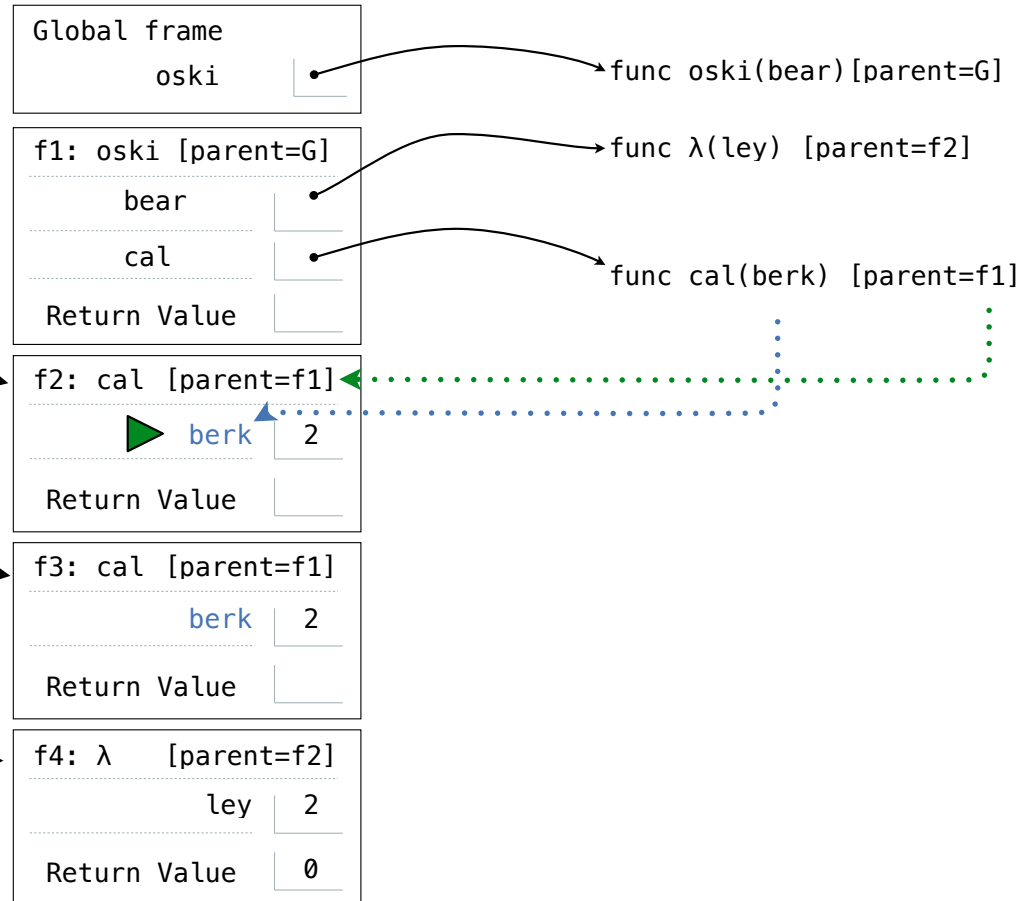 Global frame
oski
func oski(bear)[parent=G]
f1: oski [parent=G]
func λ(ley) [parent=f2]
bear
cal
func cal(berk) [parent=f1]
Return Value
f2: cal [parent=f1]
berk 2
Return Value
f3: cal [parent=f1]
berk 2
Return Value
f4: λ [parent=f2]
ley 2
Return Value 0